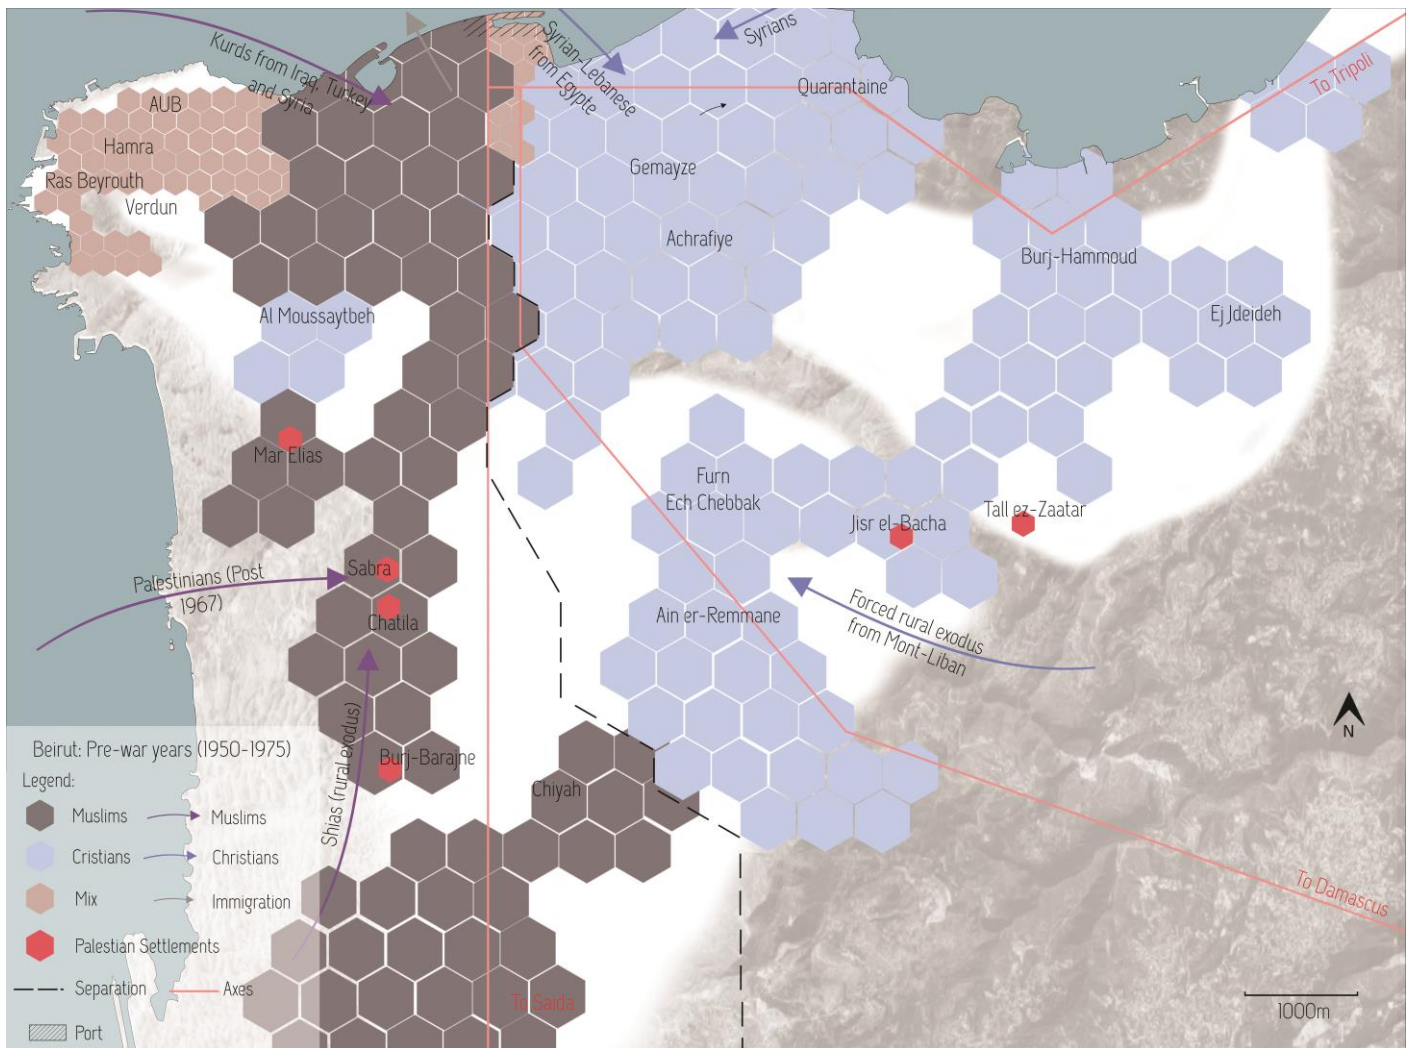 Kurds from Iraq, Turkey
and Syria
Syrian-Lebanese
from Egypte
Syrians
Quarantaine
To Tripoli
AUB
Hamra
Ras Beyrouth
Verdun
Gemayze
Achrafiye
Burj-Hammoud
Al Moussaytbeh
Ej Jdeideh
Mar Elias
Furn
Ech Chebbak
Jisr el-Bacha
Tall ez-Zaatar
Sabra
Palestinians (Post
1967)
Chatila
Ain er-Remmane
Forced rural exodus
from Mont-Liban
Shias (rural exodus)
Burj-Barajne
Chiyah
N
To Damascus
To Saida
1000m
Beirut: Pre-war years (1950-1975)
Legend:
Muslims
Muslims
Cristians
Christians
Mix
Immigration
Palestian Settlements
Separation
Axes
Port